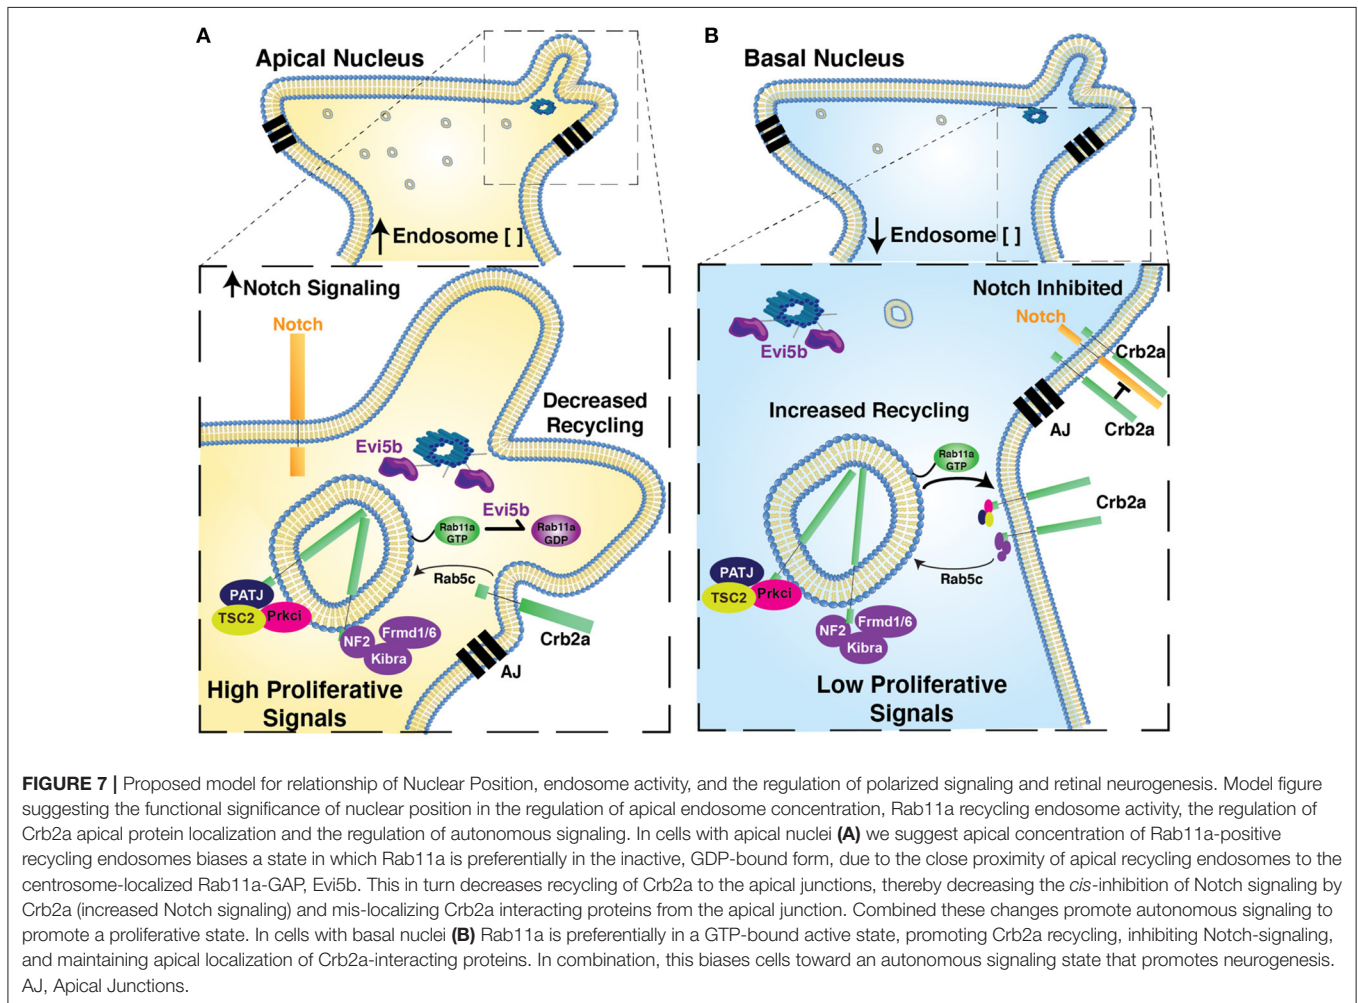 A
Apical Nucleus
Endosome [ ]
Notch Signaling
Notch
Decreased
Recycling
Evi5b
Evi5b
Rab11a
GTP
Rab11a
GDP
Rab5c
PATJ
TSC2
Prkci
NF2
Frmd1/6
Kibra
Crb2a
AJ
High Proliferative
Signals
B
Basal Nucleus
Endosome [ ]
Notch Inhibited
Notch
Crb2a
Evi5b
Increased Recycling
AJ
Crb2a
Rab11a
GTP
Crb2a
Rab5c
PATJ
TSC2
Prkci
NF2
Frmd1/6
Kibra
Low Proliferative
Signals
FIGURE 7 | Proposed model for relationship of Nuclear Position, endosome activity, and the regulation of polarized signaling and retinal neurogenesis. Model figure
suggesting the functional significance of nuclear position in the regulation of apical endosome concentration, Rab11a recycling endosome activity, the regulation of
Crb2a apical protein localization and the regulation of autonomous signaling. In cells with apical nuclei (A) we suggest apical concentration of Rab11a-positive
recycling endosomes biases a state in which Rab11a is preferentially in the inactive, GDP-bound form, due to the close proximity of apical recycling endosomes to the
centrosome-localized Rab11a-GAP, Evi5b. This in turn decreases recycling of Crb2a to the apical junctions, thereby decreasing the cis-inhibition of Notch signaling by
Crb2a (increased Notch signaling) and mis-localizing Crb2a interacting proteins from the apical junction. Combined these changes promote autonomous signaling to
promote a proliferative state. In cells with basal nuclei (B) Rab11a is preferentially in a GTP-bound active state, promoting Crb2a recycling, inhibiting Notch-signaling,
and maintaining apical localization of Crb2a-interacting proteins. In combination, this biases cells toward an autonomous signaling state that promotes neurogenesis.
AJ, Apical Junctions.